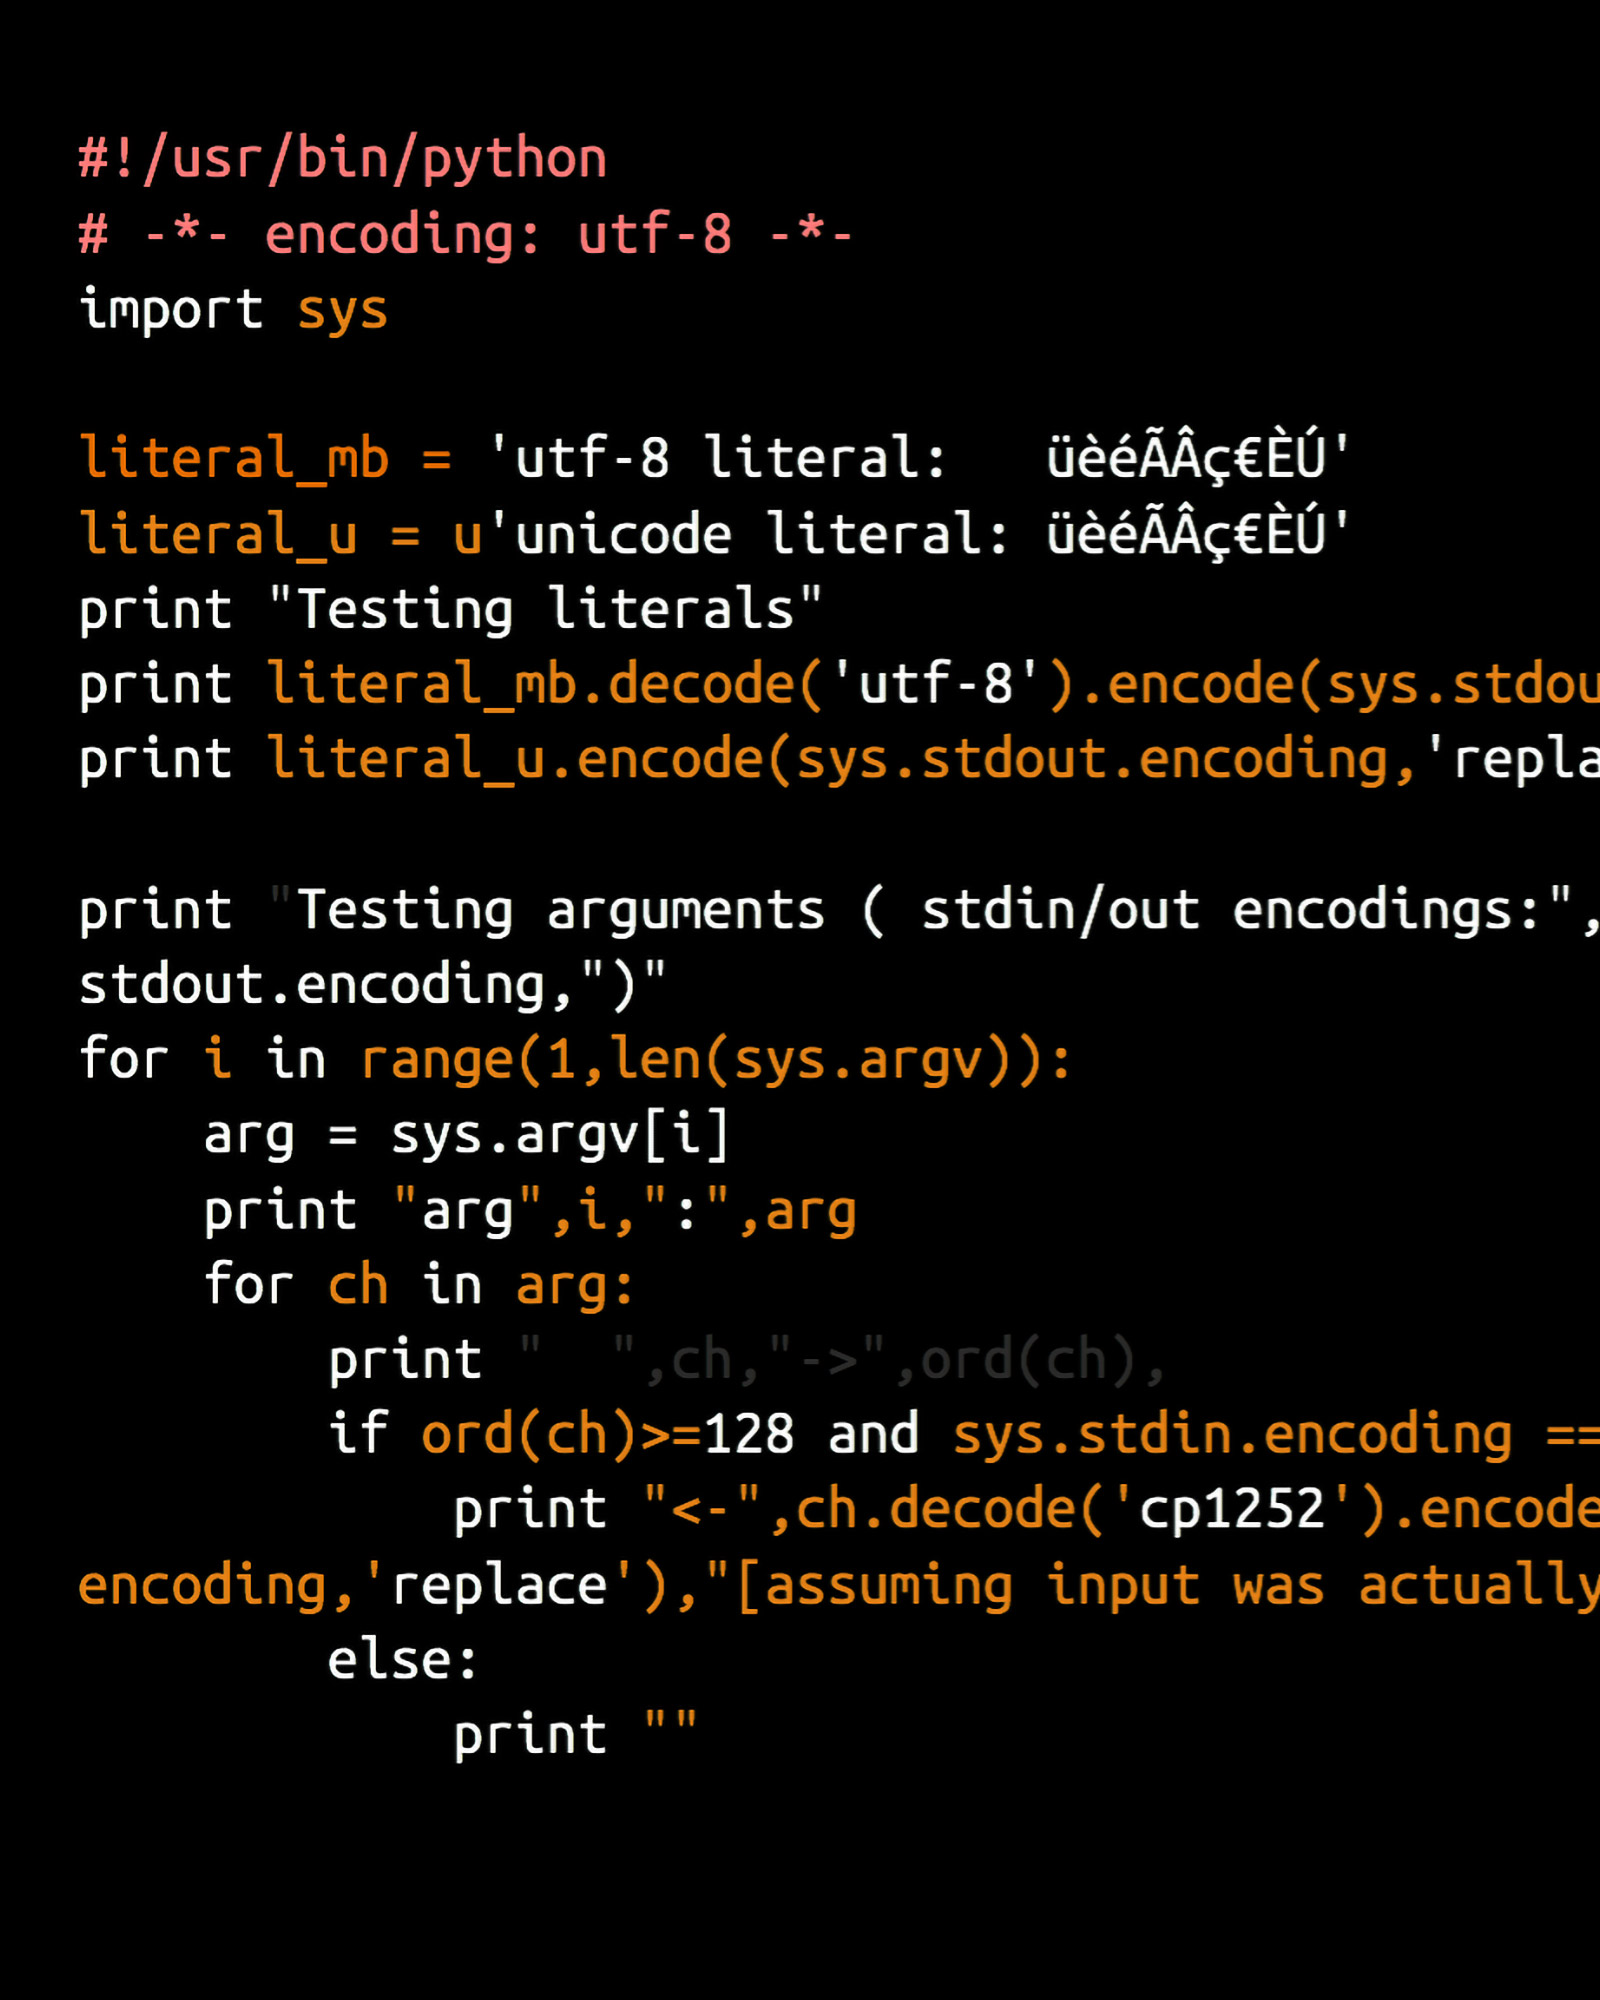 #!/usr/bin/python
# -*- encoding: utf-8 -*-
import sys
literal_mb = 'utf-8 literal:   üèéÃÂç€ÈÚ'
literal_u = u'unicode literal: üèéÃÂç€ÈÚ'
print "Testing literals"
print literal_mb.decode('utf-8').encode(sys.stdou
print literal_u.encode(sys.stdout.encoding,'repla
print "Testing arguments ( stdin/out encodings:",
stdout.encoding,")"
for i in range(1,len(sys.argv)):
    arg = sys.argv[i]
    print "arg",i,":",arg
    for ch in arg:
        print "  ",ch,"->",ord(ch),
        if ord(ch)>=128 and sys.stdin.encoding ==
            print "<-",ch.decode('cp1252').encode
encoding,'replace'),"[assuming input was actually
        else:
            print ""